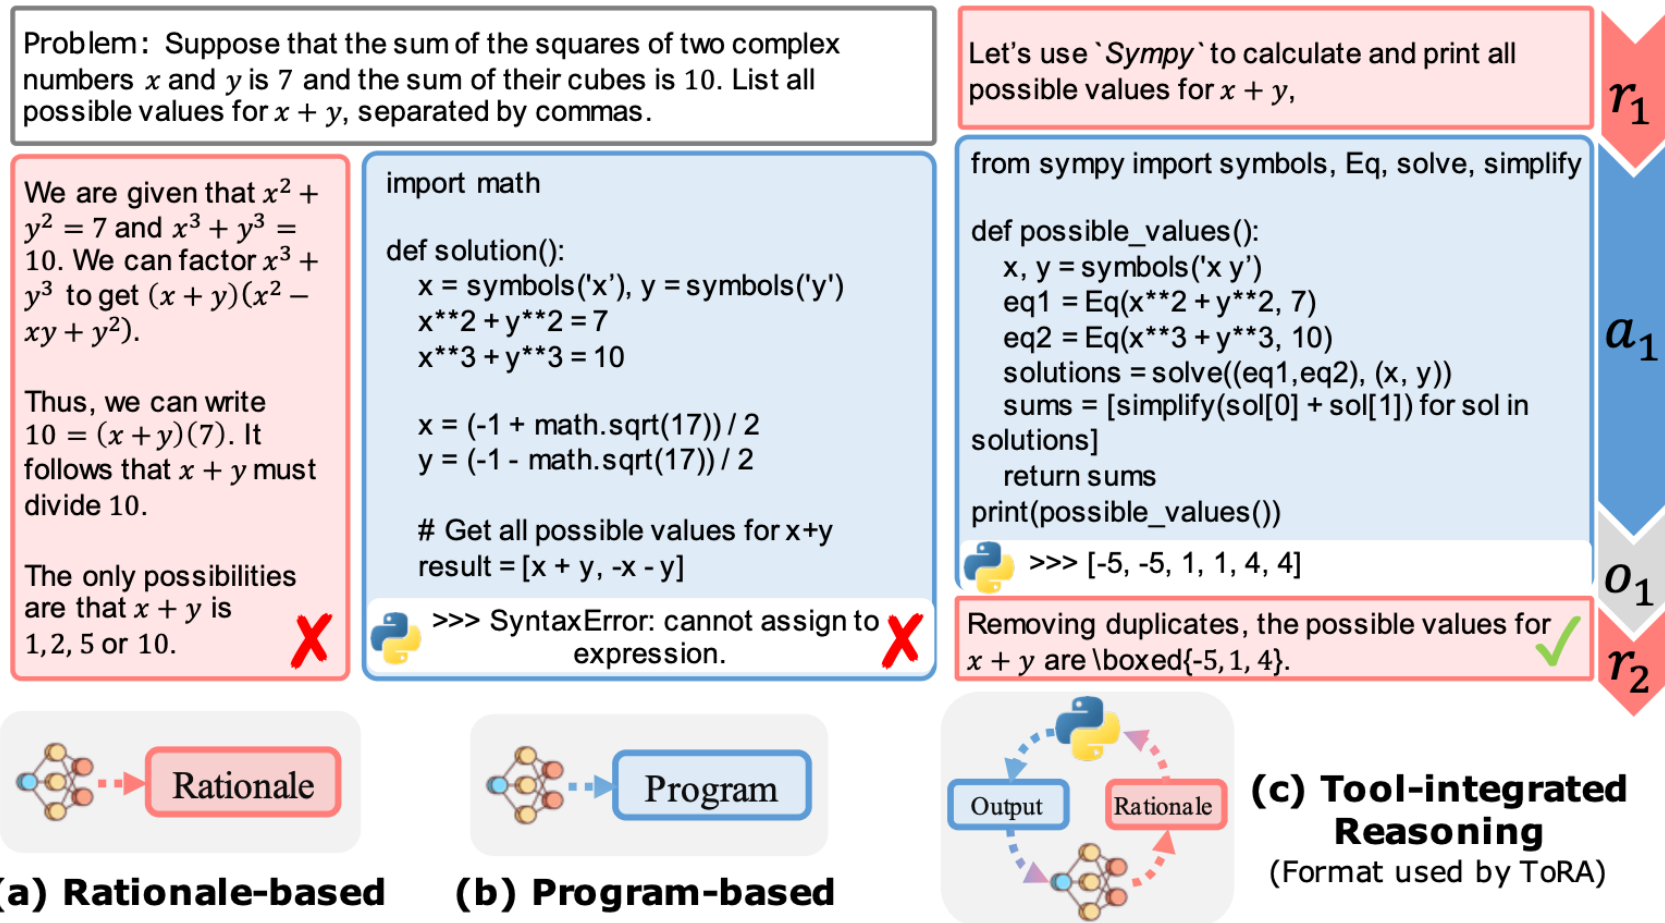 Problem: Suppose that the sum of the squares of two complex
numbers x and y is 7 and the sum of their cubes is 10. List all
possible values for x + y, separated by commas.
We are given that x² +
y² = 7 and x³ + y³ =
10. We can factor x³ +
y³ to get (x + y)(x² −
xy + y²).
Thus, we can write
10 = (x + y)(7). It
follows that x + y must
divide 10.
The only possibilities
are that x + y is
1, 2, 5 or 10.
import math
def solution():
x = symbols('x’), y = symbols('y')
x**2 + y**2 = 7
x**3 + y**3 = 10
x = (-1 + math.sqrt(17)) / 2
y = (-1 - math.sqrt(17)) / 2
# Get all possible values for x+y
result = [x + y, -x - y]
>>> SyntaxError: cannot assign to
expression.
Let’s use `Sympy` to calculate and print all
possible values for x + y,
from sympy import symbols, Eq, solve, simplify
def possible_values():
x, y = symbols('x y’)
eq1 = Eq(x**2 + y**2, 7)
eq2 = Eq(x**3 + y**3, 10)
solutions = solve((eq1,eq2), (x, y))
sums = [simplify(sol[0] + sol[1]) for sol in
solutions]
return sums
print(possible_values())
>>> [-5, -5, 1, 1, 4, 4]
Removing duplicates, the possible values for
x + y are \boxed{-5, 1, 4}.
r₁
a₁
o₁
r₂
Rationale
(a) Rationale-based
Program
(b) Program-based
Output
Rationale
(c) Tool-integrated
Reasoning
(Format used by ToRA)